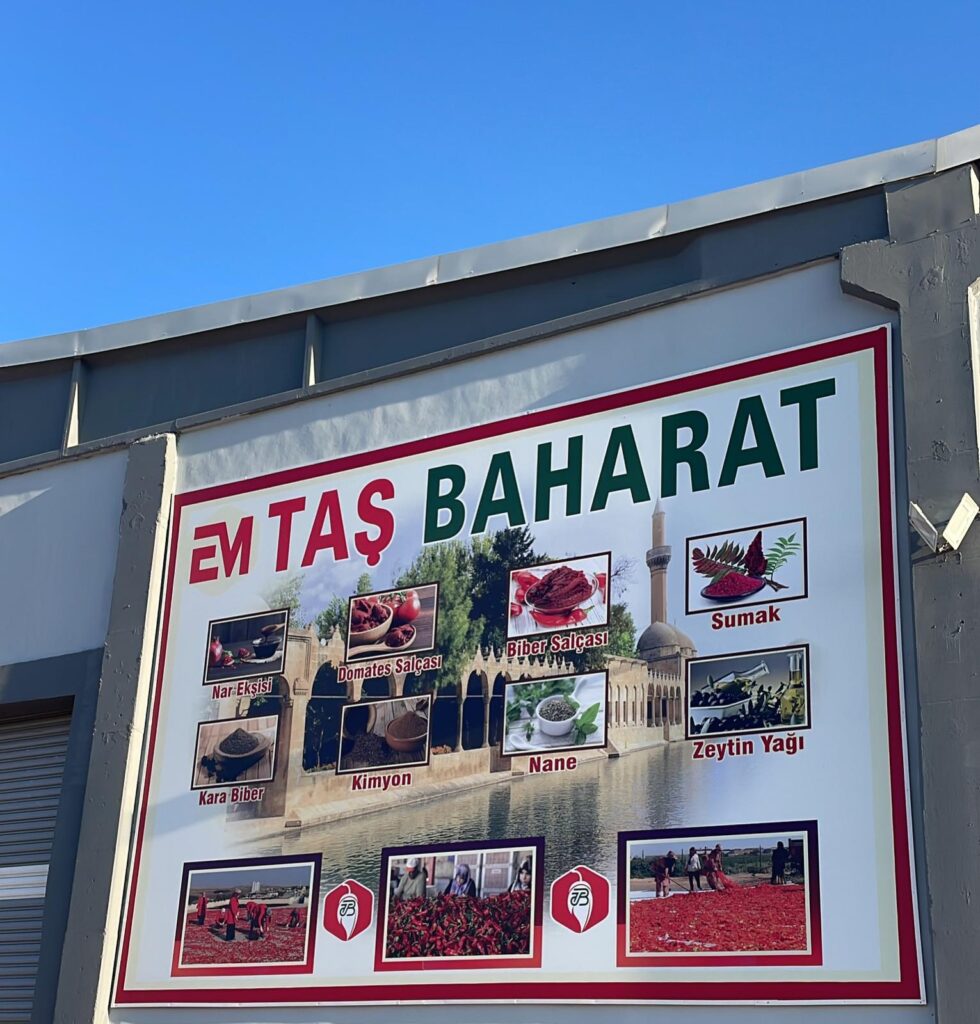 EM TAŞ BAHARAT
Nar Ekşisi
Domates Salçası
Biber Salçası
Sumak
Kara Biber
Kimyon
Nane
Zeytin Yağı